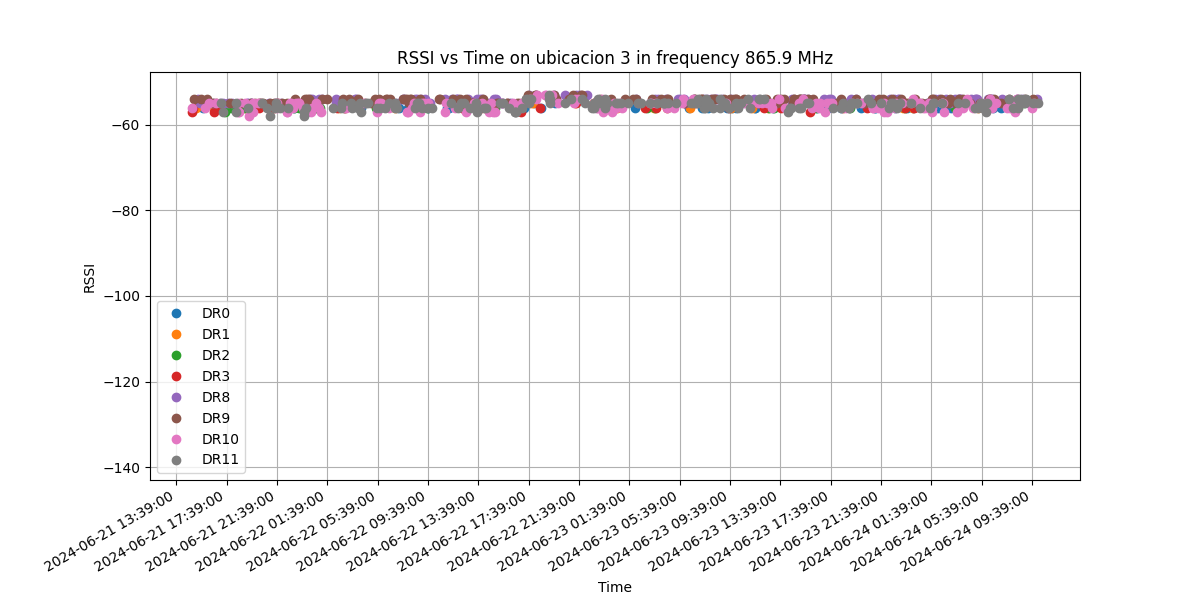 RSSI vs Time on ubicacion 3 in frequency 865.9 MHz
RSSI
−60
−80
−100
−120
−140
DR0
DR1
DR2
DR3
DR8
DR9
DR10
DR11
2024-06-21 13:39:00
2024-06-21 17:39:00
2024-06-21 21:39:00
2024-06-22 01:39:00
2024-06-22 05:39:00
2024-06-22 09:39:00
2024-06-22 13:39:00
2024-06-22 17:39:00
2024-06-22 21:39:00
2024-06-23 01:39:00
2024-06-23 05:39:00
2024-06-23 09:39:00
2024-06-23 13:39:00
2024-06-23 17:39:00
2024-06-23 21:39:00
2024-06-24 01:39:00
2024-06-24 05:39:00
2024-06-24 09:39:00
Time